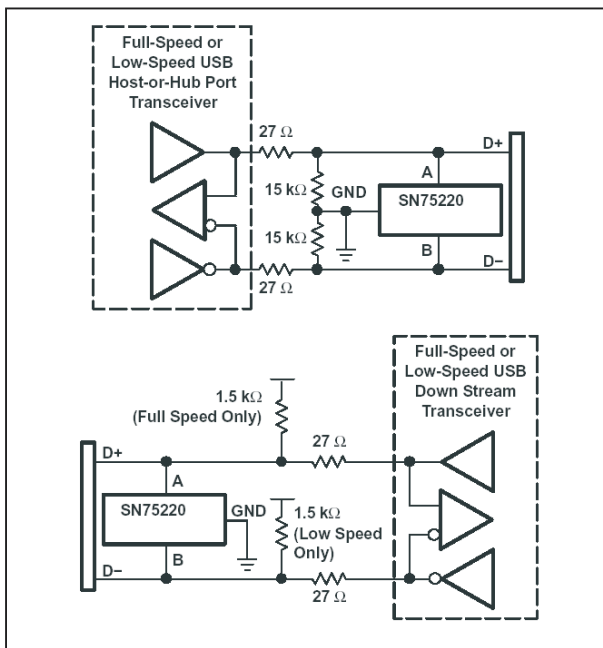 Full-Speed or
Low-Speed USB
Host-or-Hub Port
Transceiver
27 Ω
D+
A
15 kΩ
GND
SN75220
15 kΩ
B
D−
27 Ω
Full-Speed or
Low-Speed USB
Down Stream
Transceiver
1.5 kΩ
(Full Speed Only)
27 Ω
D+
A
SN75220
GND
1.5 kΩ
(Low Speed
Only)
B
D−
27 Ω